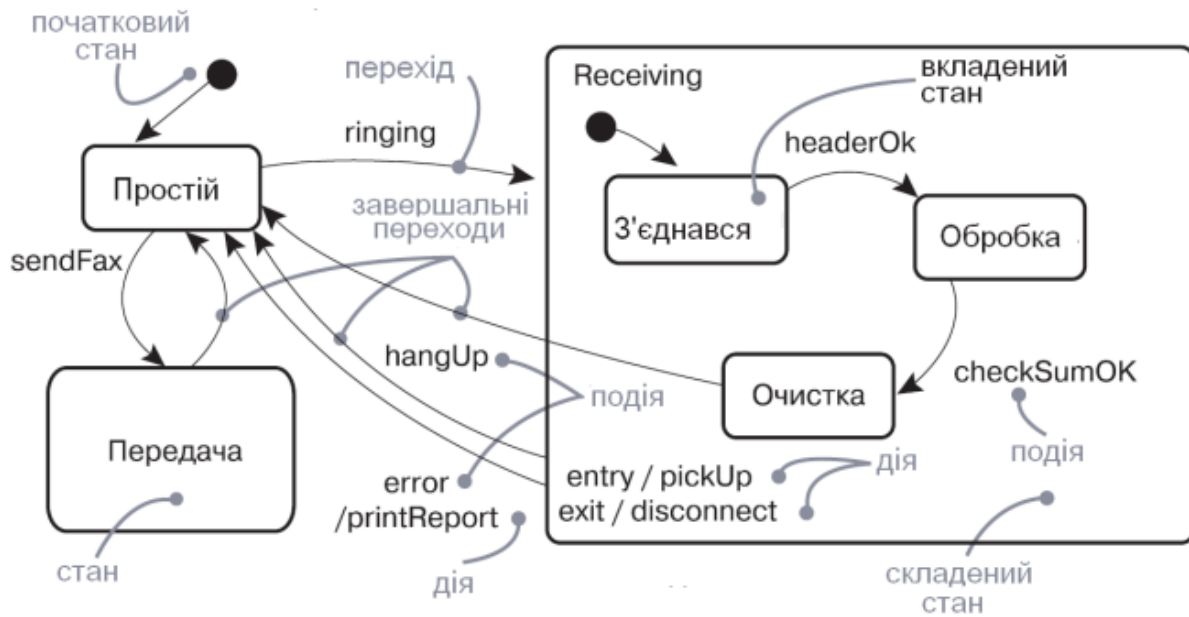 початковий
стан
перехід
ringing
Receiving
вкладений
стан
headerOk
Простій
З'єднався
Обробка
завершальні
переходи
sendFax
hangUp
подія
Очистка
checkSumOK
подія
Передача
error
/printReport
entry / pickUp
exit / disconnect
дія
стан
дія
складений
стан